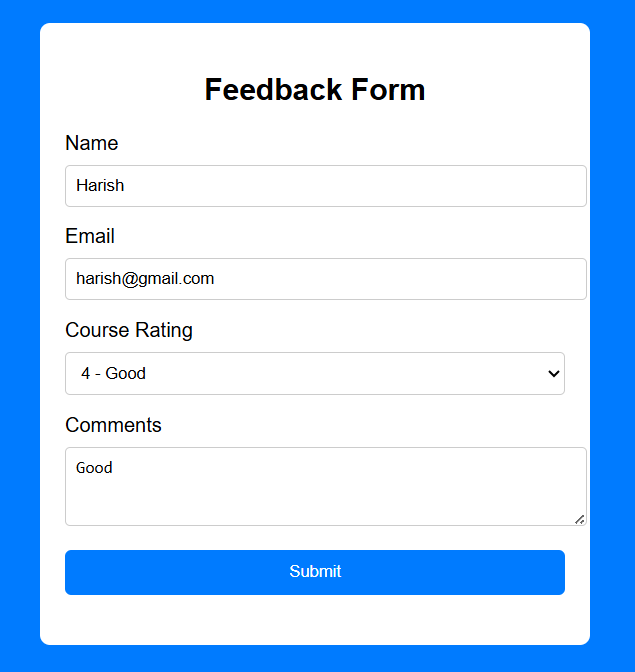 Feedback Form
Name
Harish
Email
harish@gmail.com
Course Rating
4 - Good
Comments
Good
Submit